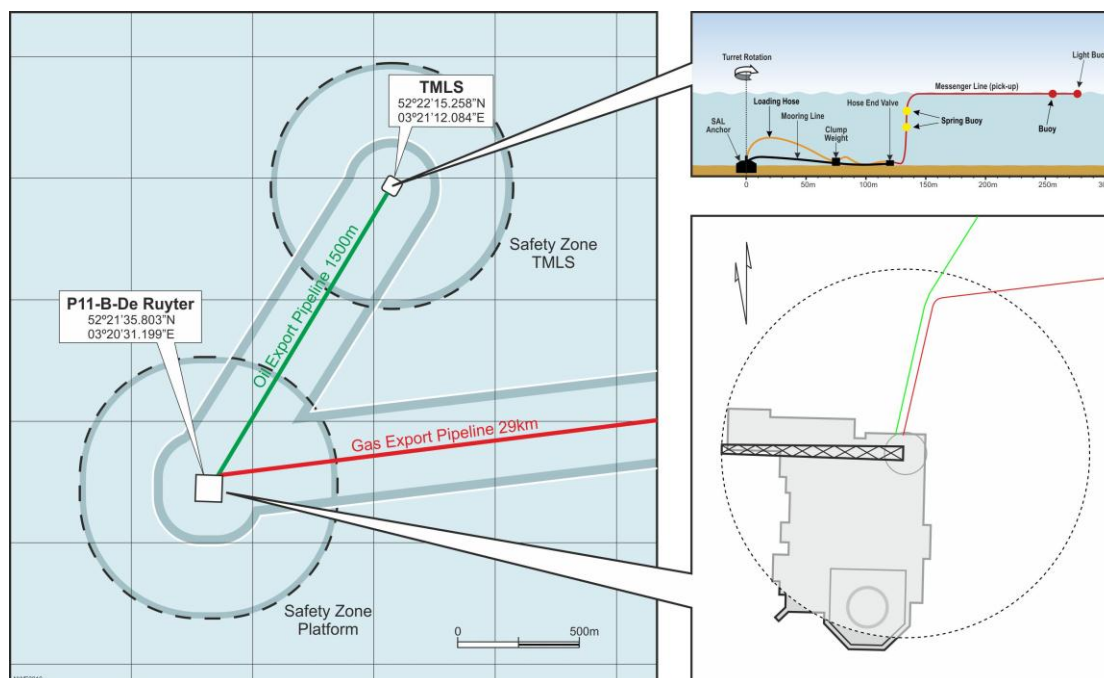 TMLS
52º22'15.258"N
03º21'12.084"E
Safety Zone
TMLS
Oil Export Pipeline 1500m
P11-B-De Ruyter
52º21'35.803"N
03º20'31.199"E
Gas Export Pipeline 29km
Safety Zone
Platform
0 500m
Turret Rotation
Light Buoy
Messenger Line (pick-up)
Loading Hose
Hose End Valve
Mooring Line
SAL
Anchor
Clump
Weight
Spring Buoy
Buoy
0 50m 100m 150m 200m 250m